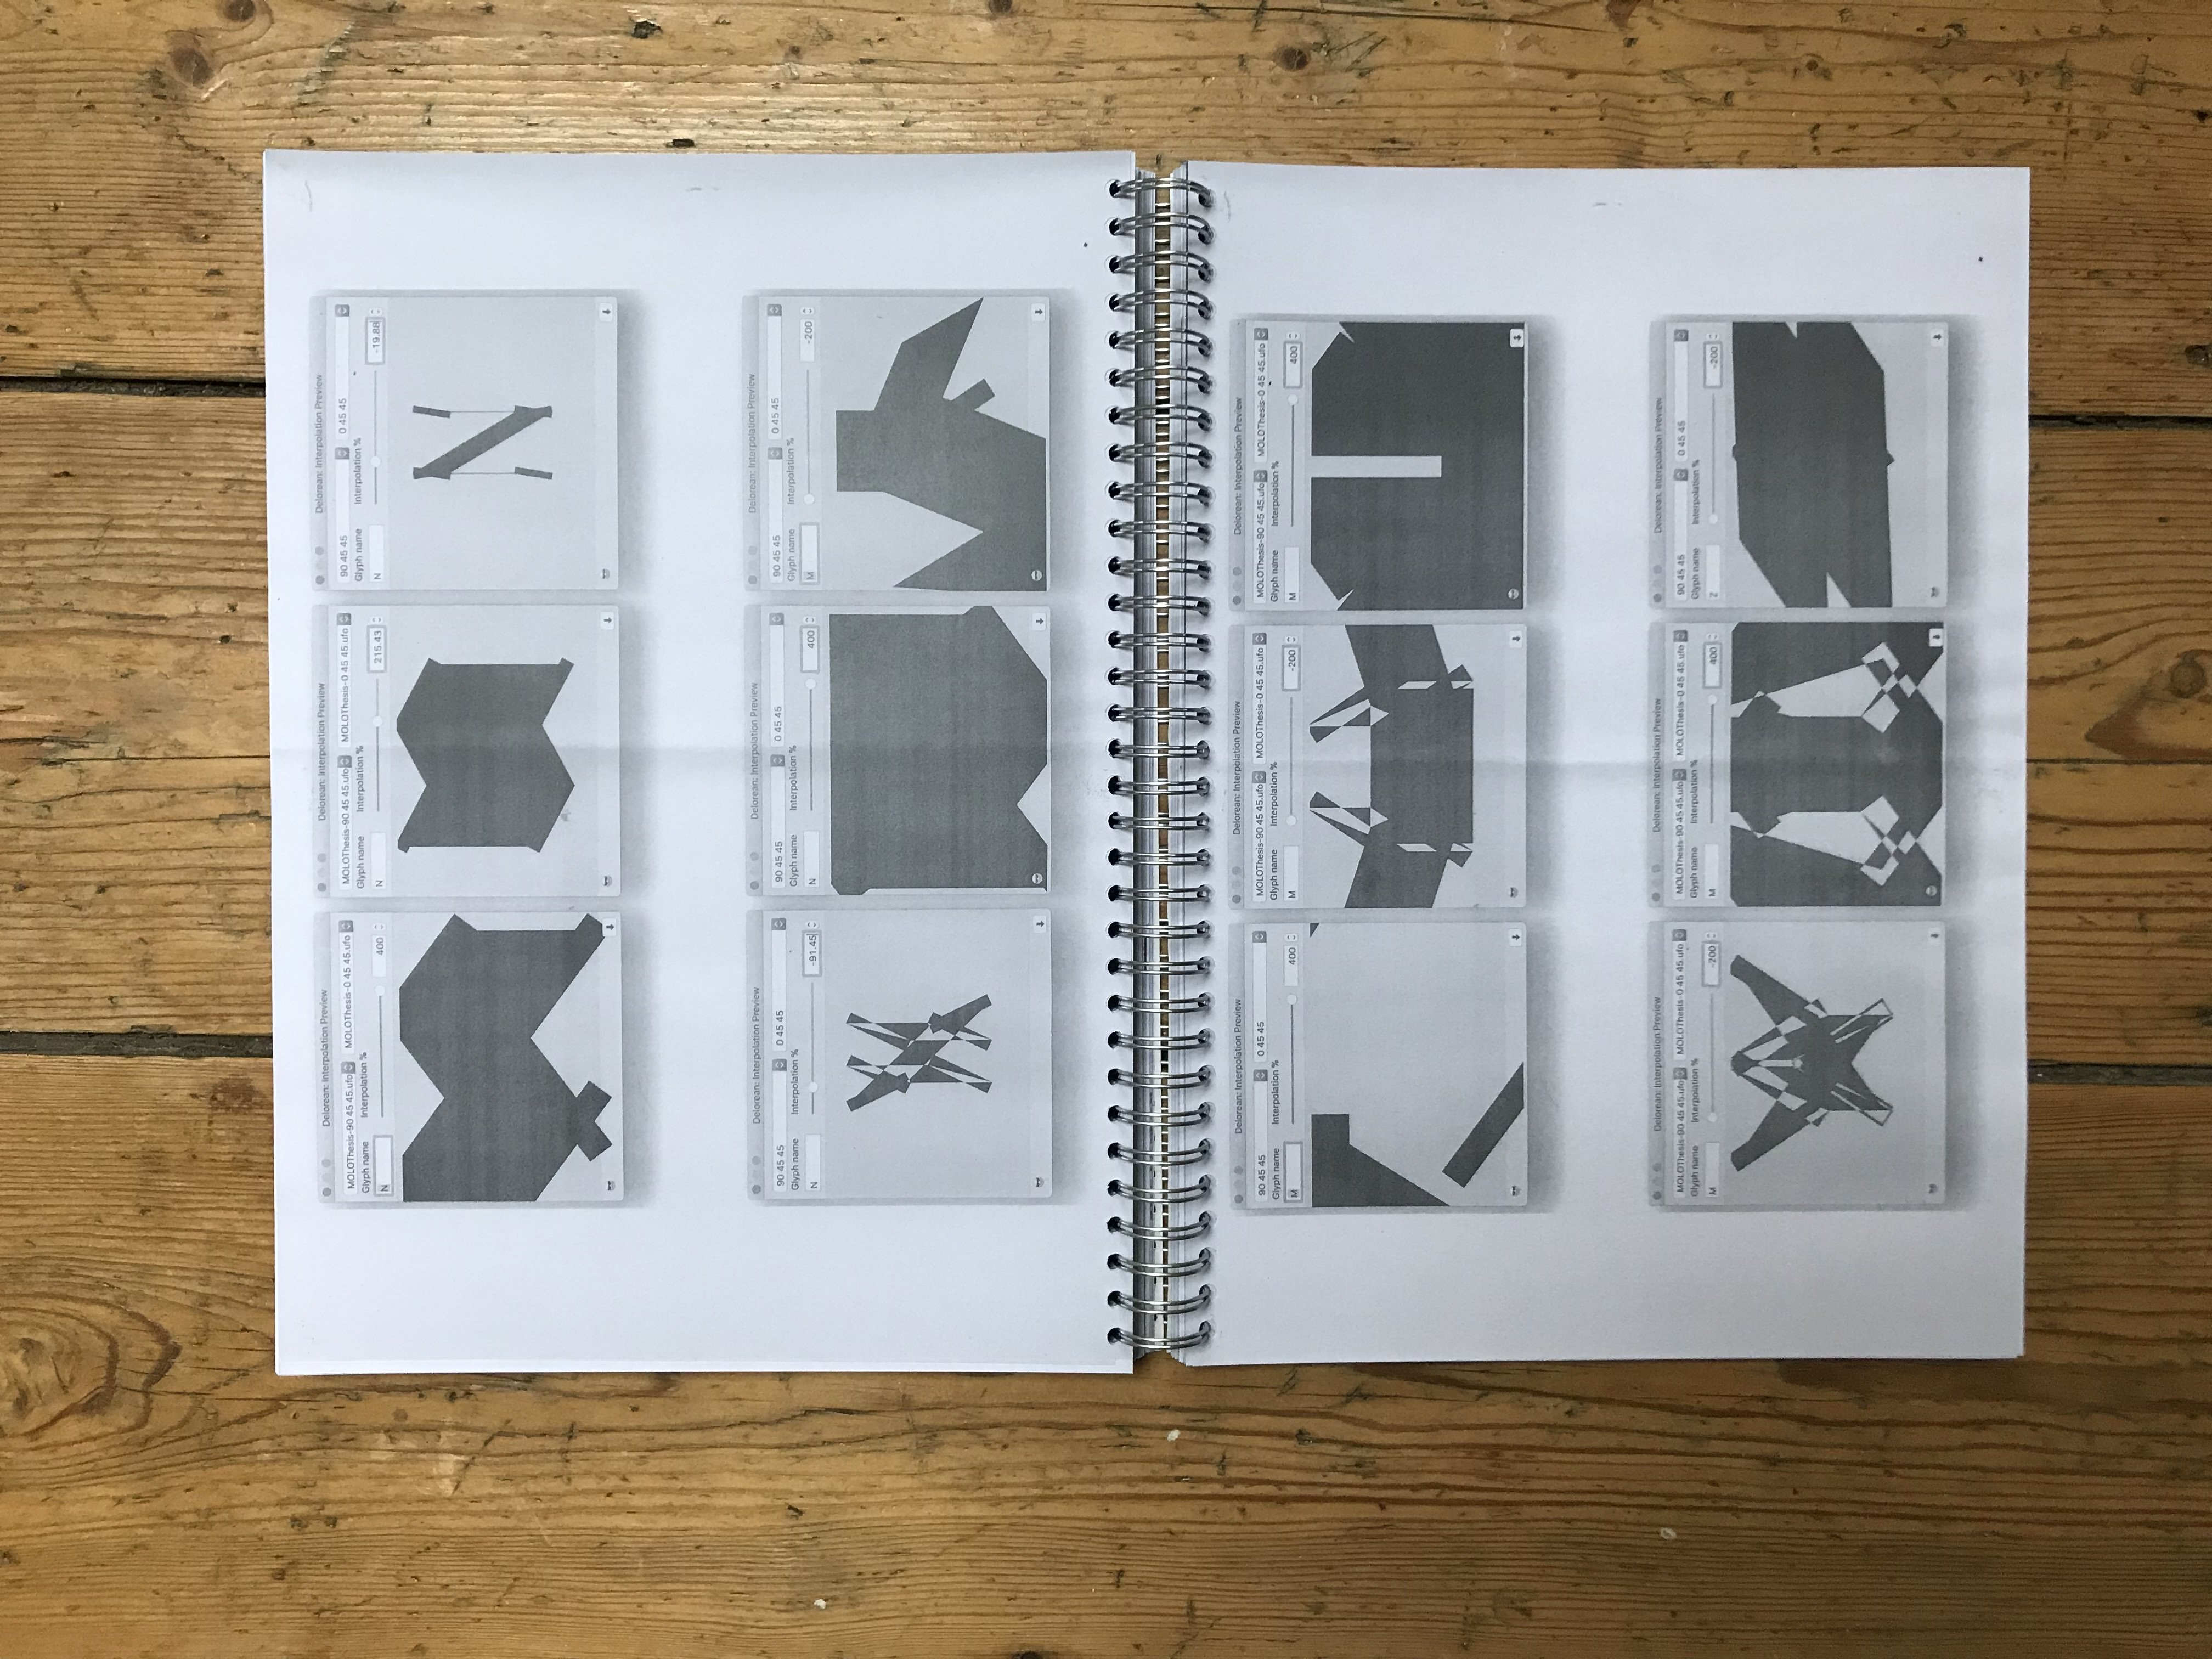 Delorean: Interpolation Preview
MOLOThesis-90 45 45.ufo MOLOThesis-0 45 45.ufo
Glyph name Interpolation %
N 400
Delorean: Interpolation Preview
MOLOThesis-90 45 45.ufo MOLOThesis-0 45 45.ufo
Glyph name Interpolation %
N 215.43
Delorean: Interpolation Preview
90 45 45 0 45 45
Glyph name Interpolation %
N -19.88
Delorean: Interpolation Preview
90 45 45 0 45 45
Glyph name Interpolation %
N -91.45
Delorean: Interpolation Preview
90 45 45 0 45 45
Glyph name Interpolation %
N 400
Delorean: Interpolation Preview
90 45 45 0 45 45
Glyph name Interpolation %
M -200
Delorean: Interpolation Preview
90 45 45 0 45 45
Glyph name Interpolation %
M 400
Delorean: Interpolation Preview
MOLOThesis-90 45 45.ufo MOLOThesis-0 45 45.ufo
Glyph name Interpolation %
M -200
Delorean: Interpolation Preview
MOLOThesis-90 45 45.ufo MOLOThesis-0 45 45.ufo
Glyph name Interpolation %
M 400
Delorean: Interpolation Preview
MOLOThesis-90 45 45.ufo MOLOThesis-0 45 45.ufo
Glyph name Interpolation %
M -200
Delorean: Interpolation Preview
MOLOThesis-90 45 45.ufo MOLOThesis-0 45 45.ufo
Glyph name Interpolation %
M 400
Delorean: Interpolation Preview
90 45 45 0 45 45
Glyph name Interpolation %
Z -200